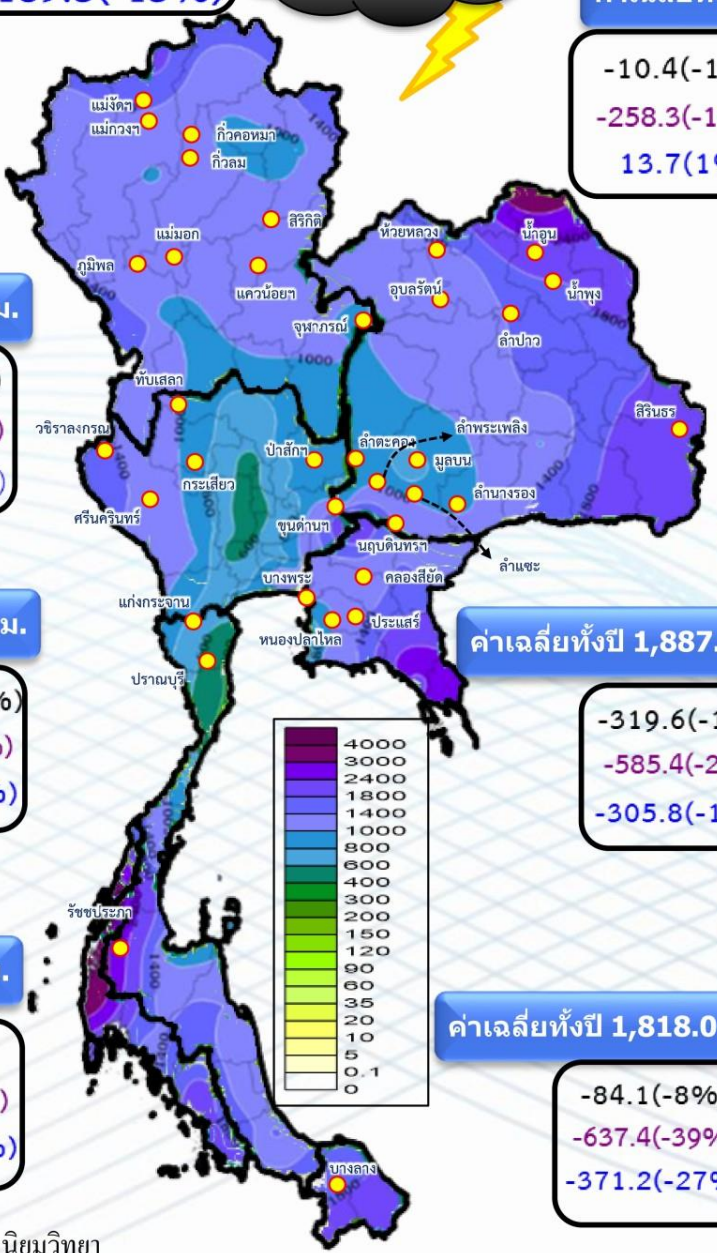 -10.4(-1
-258.3(-1
13.7(1%
แม่งัดฯ
แม่กวงฯ
กิ่วคอหมา
กิ่วลม
สิริกิติ์
แม่มอก
ภูมิพล
แควน้อยฯ
ห้วยหลวง
น้ำอูน
อุบลรัตน์
น้ำพุง
จุฬาภรณ์
ลำปาว
ม.
ทับเสลา
วชิราลงกรณ
ป่าสักฯ
ลำตะคอง
ลำพระเพลิง
มูลบน
สิรินธร
กระเสียว
ศรีนครินทร์
ขุนด่านฯ
ลำนางรอง
นฤบดินทรฯ
ลำแซะ
บางพระ
คลองสียัด
แก่งกระจาน
หนองปลาไหล
ประแสร์
ปราณบุรี
ม.
ค่าเฉลี่ยทั้งปี 1,887.
-319.6(-1
-585.4(-2
-305.8(-1
4000
3000
2400
1800
1400
1000
800
600
400
300
200
150
120
90
60
35
20
10
5
0.1
0
รัชชประภา
ค่าเฉลี่ยทั้งปี 1,818.0
-84.1(-8%
-637.4(-39%
-371.2(-27%
บางลาง
นิยมวิทยา